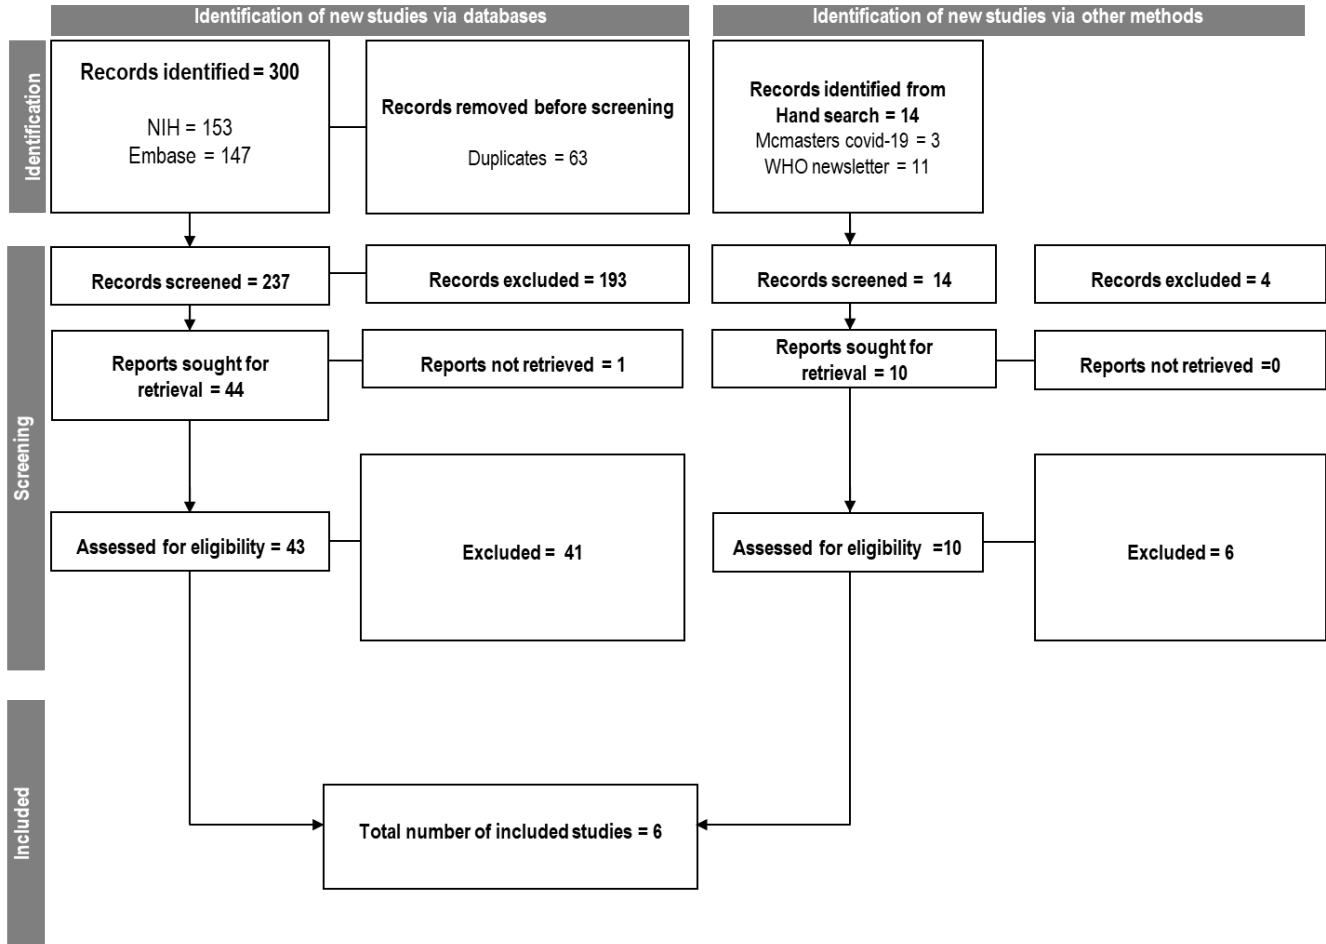 Identification of new studies via databases
Identification of new studies via other methods
Identification
Records identified = 300
NIH = 153
Embase = 147
Records removed before screening
Duplicates = 63
Records identified from
Hand search = 14
Mcmasters covid-19 = 3
WHO newsletter = 11
Screening
Records screened = 237
Records excluded = 193
Records screened = 14
Records excluded = 4
Reports sought for
retrieval = 44
Reports not retrieved = 1
Reports sought for
retrieval = 10
Reports not retrieved =0
Assessed for eligibility = 43
Excluded = 41
Assessed for eligibility =10
Excluded = 6
Included
Total number of included studies = 6